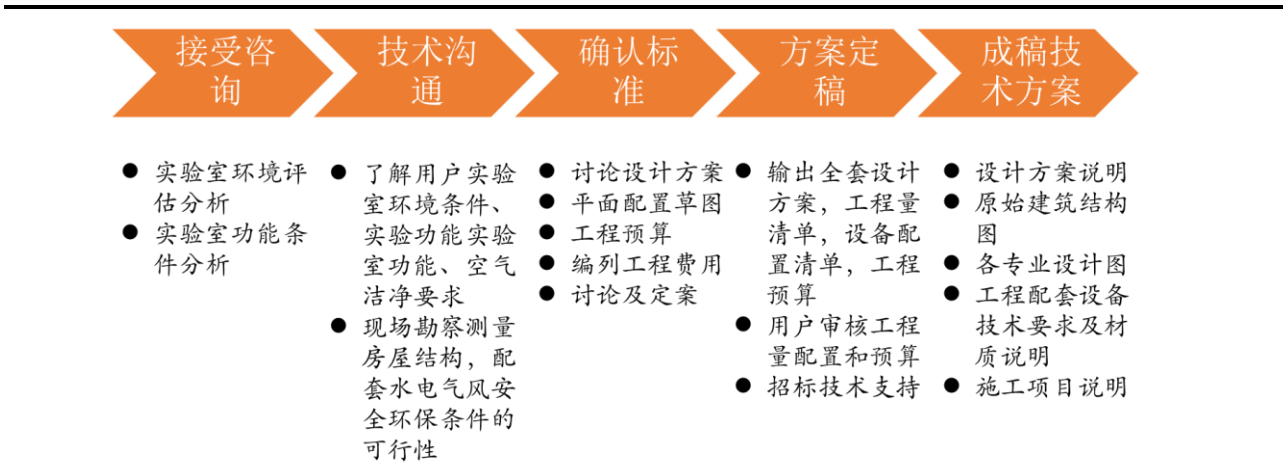 接受咨
询
技术沟
通
确认标
准
方案定
稿
成稿技
术方案
● 实验室环境评
估分析
● 实验室功能条
件分析
● 了解用户实验
室环境条件、
实验功能实验
室功能、空气
洁净要求
● 现场勘察测量
房屋结构，配
套水电气风安
全环保条件的
可行性
● 讨论设计方案
● 平面配置草图
● 工程预算
● 编列工程费用
● 讨论及定案
● 输出全套设计
方案，工程量
清单，设备配
置清单，工程
预算
● 用户审核工程
量配置和预算
● 招标技术支持
● 设计方案说明
● 原始建筑结构
图
● 各专业设计图
● 工程配套设备
技术要求及材
质说明
● 施工项目说明